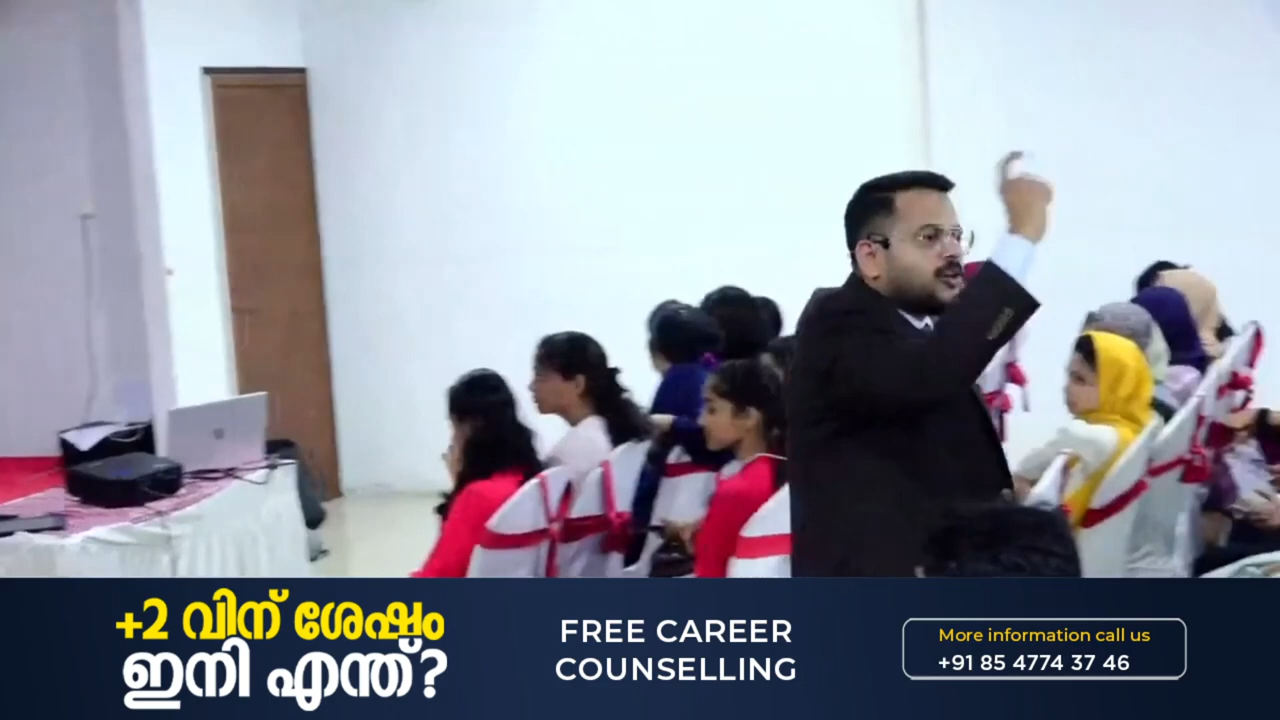 +2 വിന് ശേഷം
ഇനി എന്ത്?
FREE CAREER
COUNSELLING
More information call us
+91 85 4774 37 46